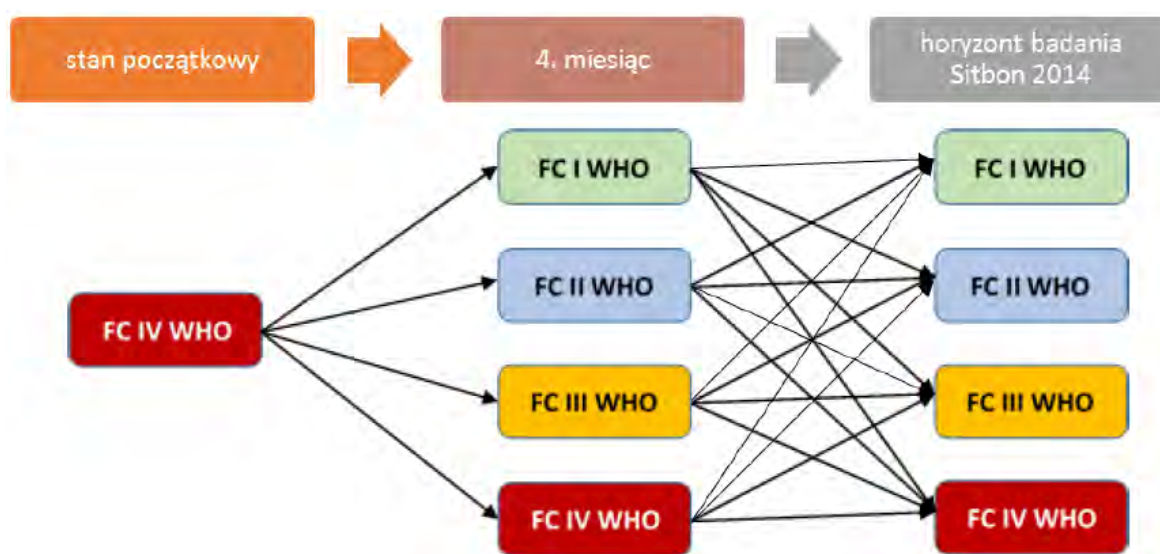 stan początkowy
4. miesiąc
horyzont badania
Sitbon 2014
FC I WHO
FC I WHO
FC II WHO
FC II WHO
FC IV WHO
FC III WHO
FC III WHO
FC IV WHO
FC IV WHO